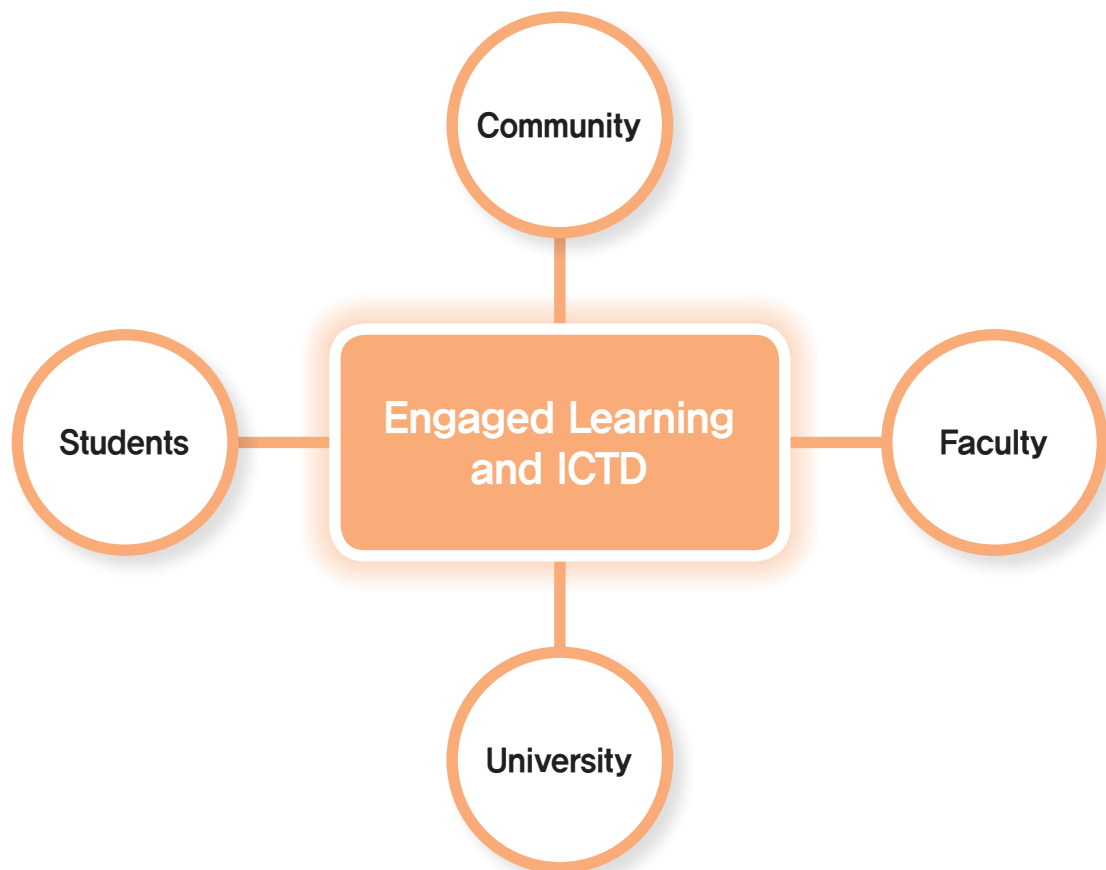 Community
Students
Engaged Learning
and ICTD
Faculty
University